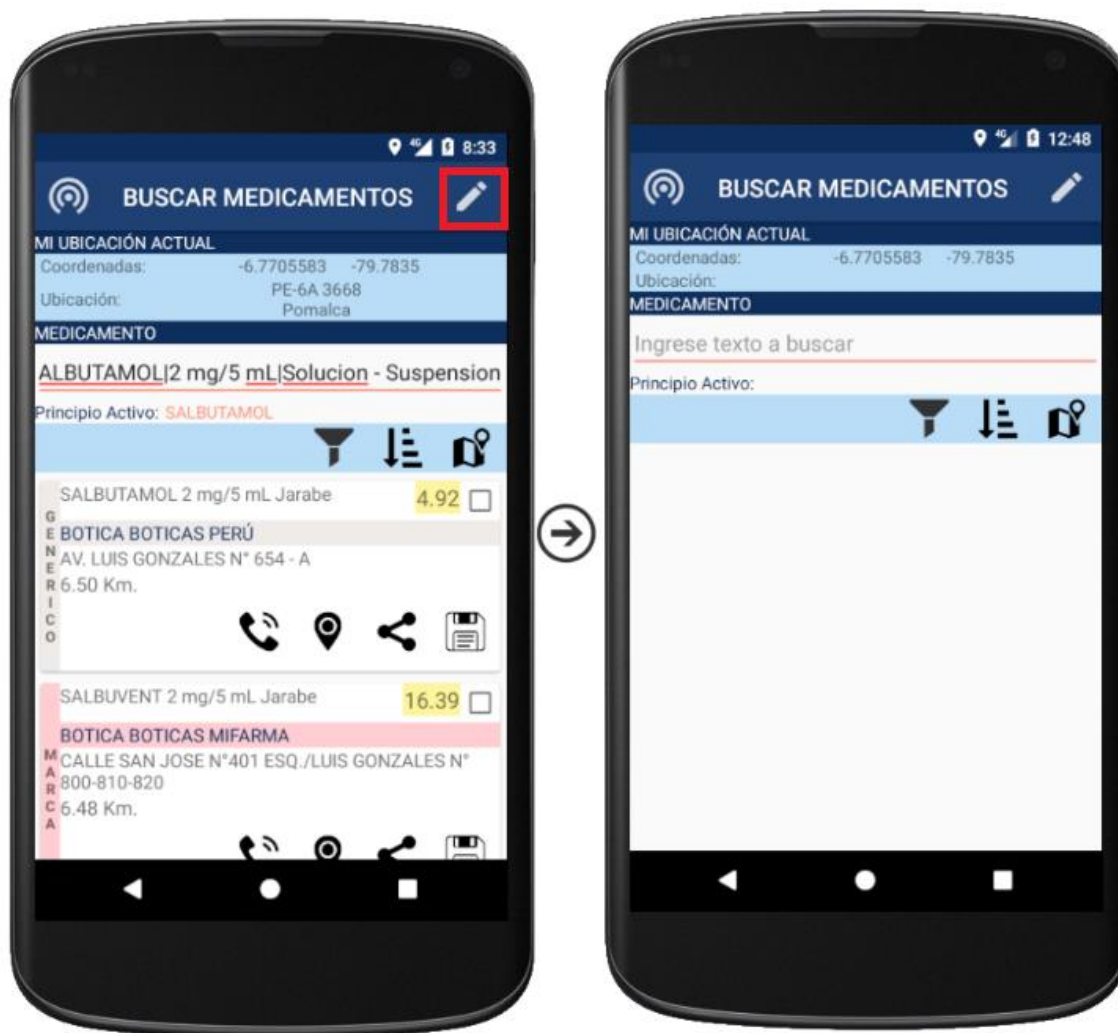 8:33
BUSCAR MEDICAMENTOS
MI UBICACIÓN ACTUAL
Coordenadas: -6.7705583 -79.7835
Ubicación: PE-6A 3668
Pomalca
MEDICAMENTO
ALBUTAMOL|2 mg/5 mL|Solucion - Suspension
Principio Activo: SALBUTAMOL
GENERICO
SALBUTAMOL 2 mg/5 mL Jarabe 4.92
BOTICA BOTICAS PERÚ
AV. LUIS GONZALES N° 654 - A
6.50 Km.
MARCA
SALBUVENT 2 mg/5 mL Jarabe 16.39
BOTICA BOTICAS MIFARMA
CALLE SAN JOSE N°401 ESQ./LUIS GONZALES N°
800-810-820
6.48 Km.
4G 12:48
BUSCAR MEDICAMENTOS
MI UBICACIÓN ACTUAL
Coordenadas: -6.7705583 -79.7835
Ubicación:
MEDICAMENTO
Ingrese texto a buscar
Principio Activo: